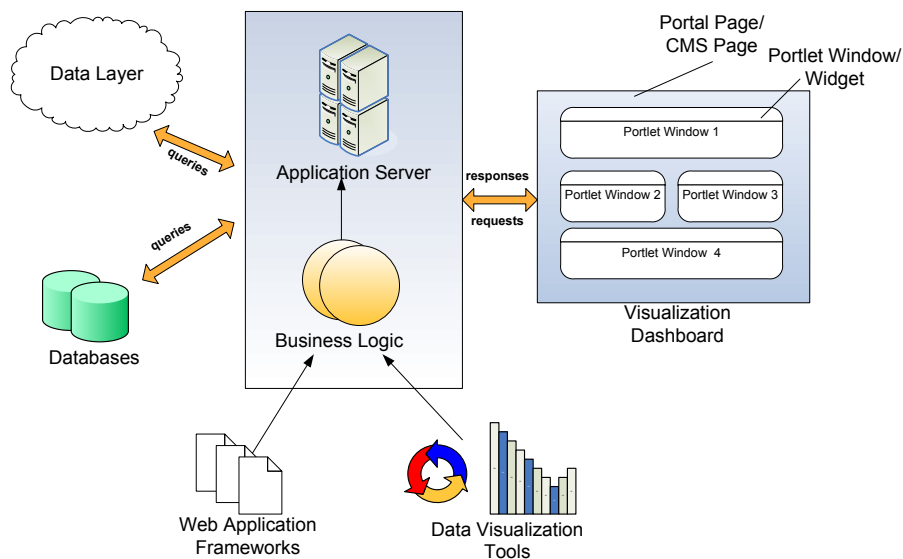 Data Layer
queries
queries
Databases
Application Server
Business Logic
Web Application
Frameworks
Data Visualization
Tools
responses
requests
Portal Page/
CMS Page
Portlet Window/
Widget
Portlet Window 1
Portlet Window 2
Portlet Window 3
Portlet Window 4
Visualization
Dashboard